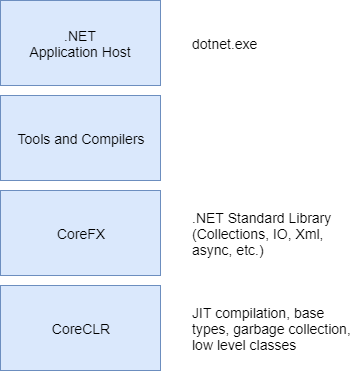 .NET
Application Host
dotnet.exe
Tools and Compilers
CoreFX
.NET Standard Library
(Collections, IO, Xml,
async, etc.)
CoreCLR
JIT compilation, base
types, garbage collection,
low level classes